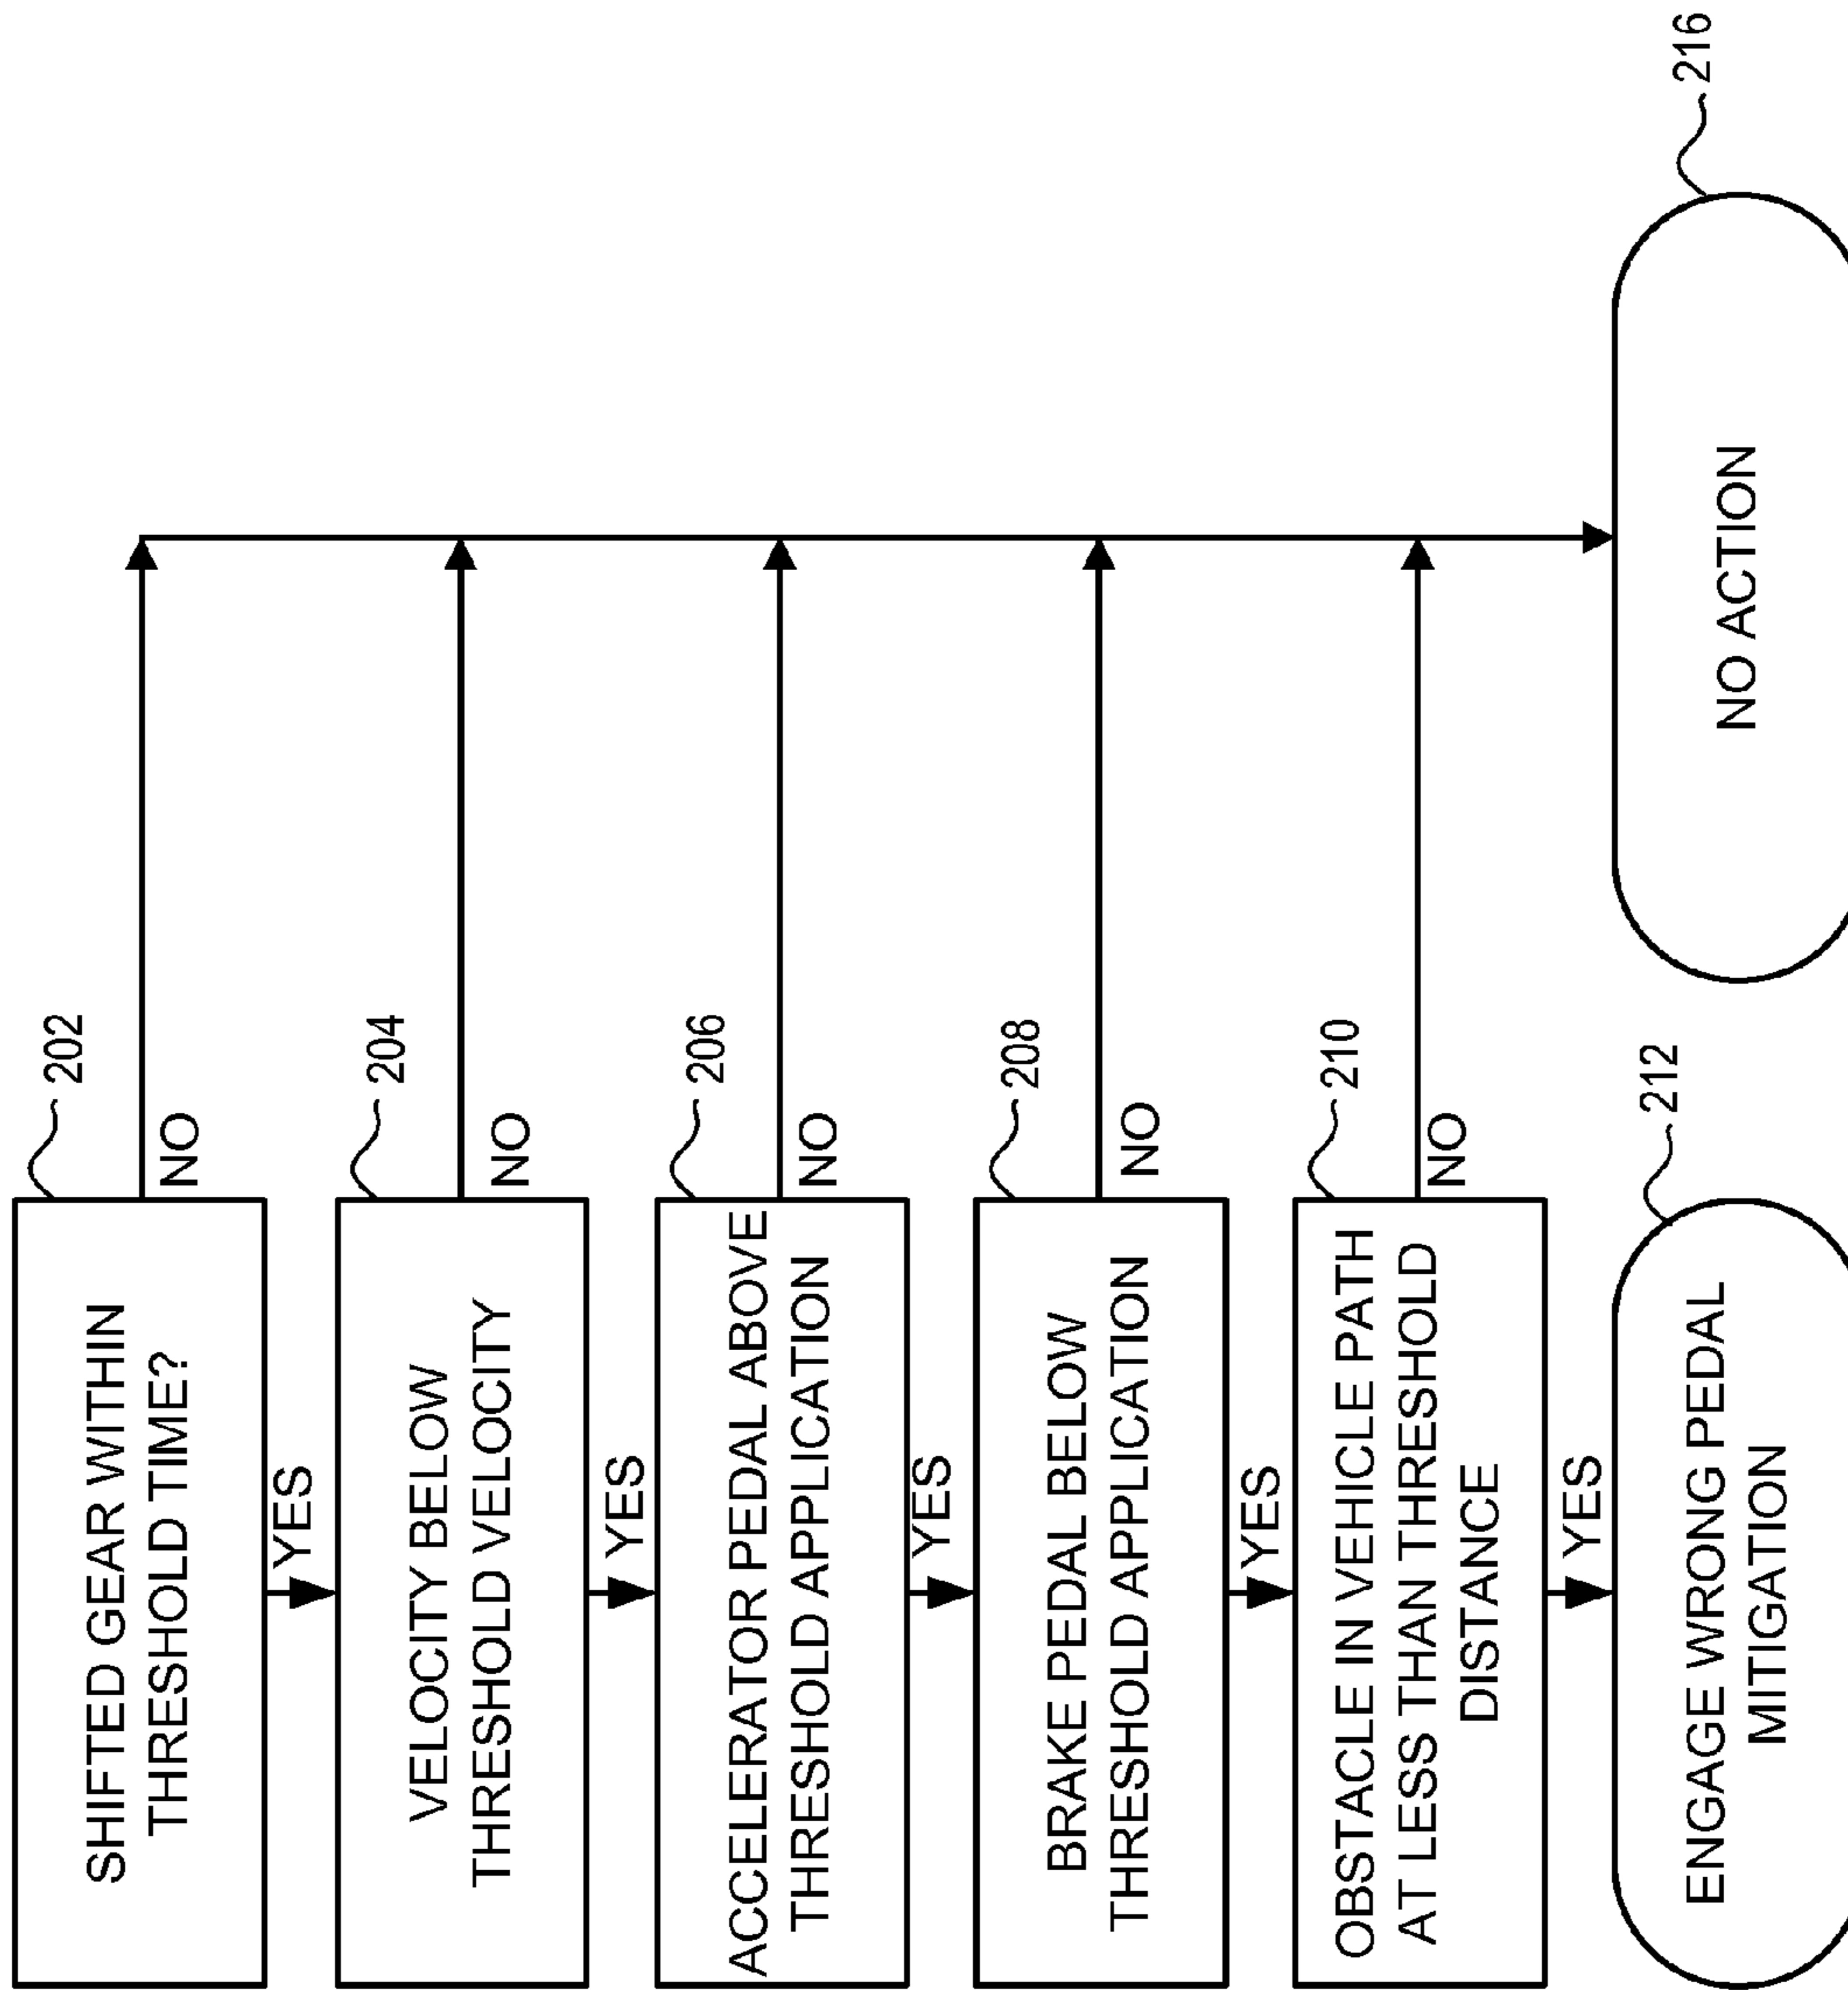 202
SHIFTED GEAR WITHIN
THRESHOLD TIME?
NO
YES
204
VELOCITY BELOW
THRESHOLD VELOCITY
NO
YES
206
ACCELERATOR PEDAL ABOVE
THRESHOLD APPLICATION
NO
YES
208
BRAKE PEDAL BELOW
THRESHOLD APPLICATION
NO
YES
210
OBSTACLE IN VEHICLE PATH
AT LESS THAN THRESHOLD
DISTANCE
NO
YES
212
ENGAGE WRONG PEDAL
MITIGATION
216
NO ACTION